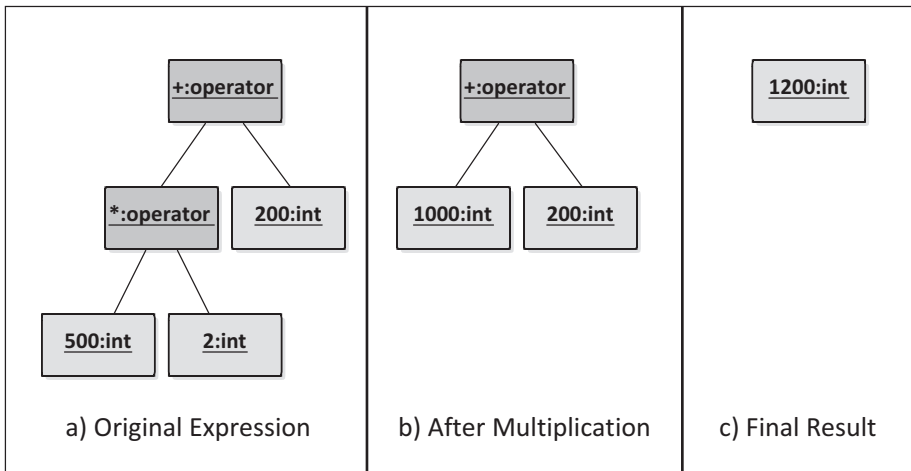 +:operator
*:operator
200:int
500:int
2:int
a) Original Expression
+:operator
1000:int
200:int
b) After Multiplication
1200:int
c) Final Result